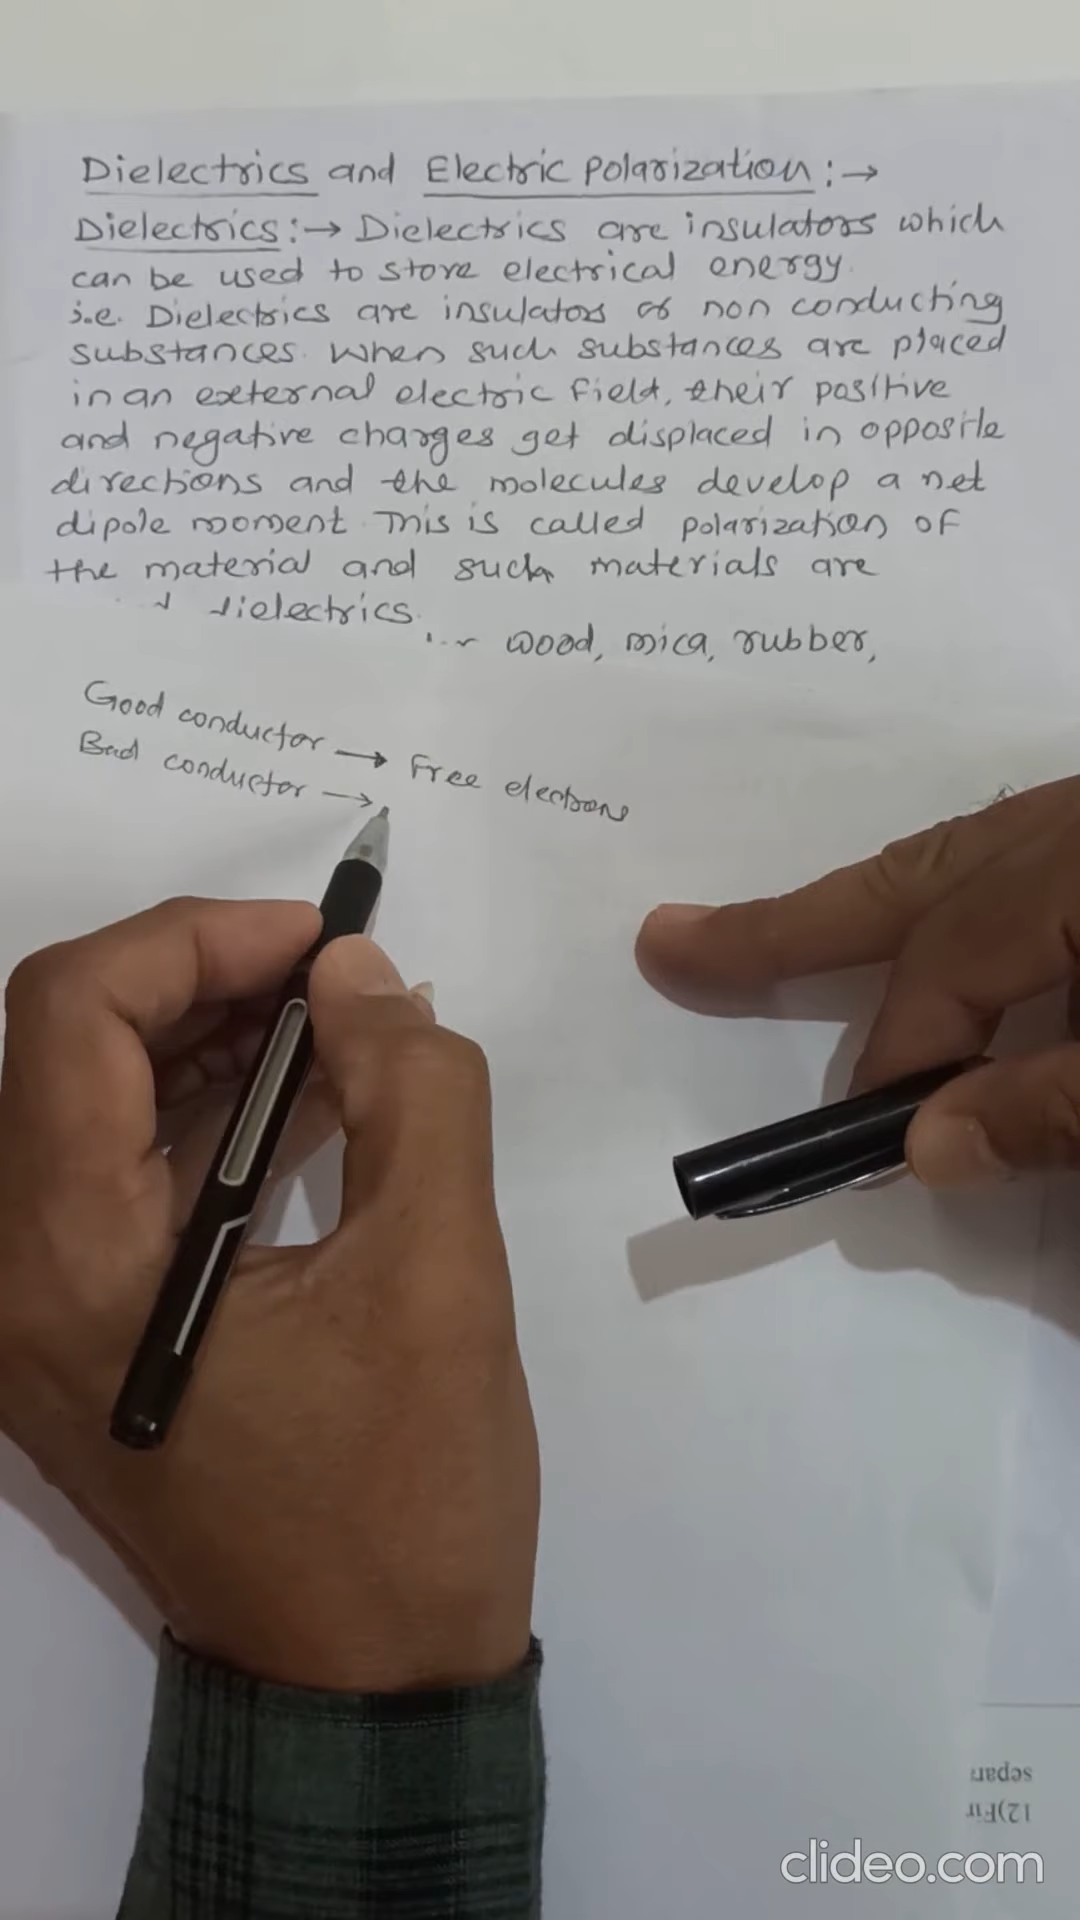 Dielectrics and Electric Polarization:→
Dielectrics:→ Dielectrics are insulators which
can be used to store electrical energy.
i.e. Dielectrics are insulators or non conducting
substances. When such substances are placed
in an external electric field, their positive
and negative charges get displaced in opposite
directions and the molecules develop a net
dipole moment. This is called polarization of
the material and such materials are
dielectrics.
wood, mica, rubber,
Good conductor → Free electrons
Bad conductor →
separ
12)Fir
clideo.com